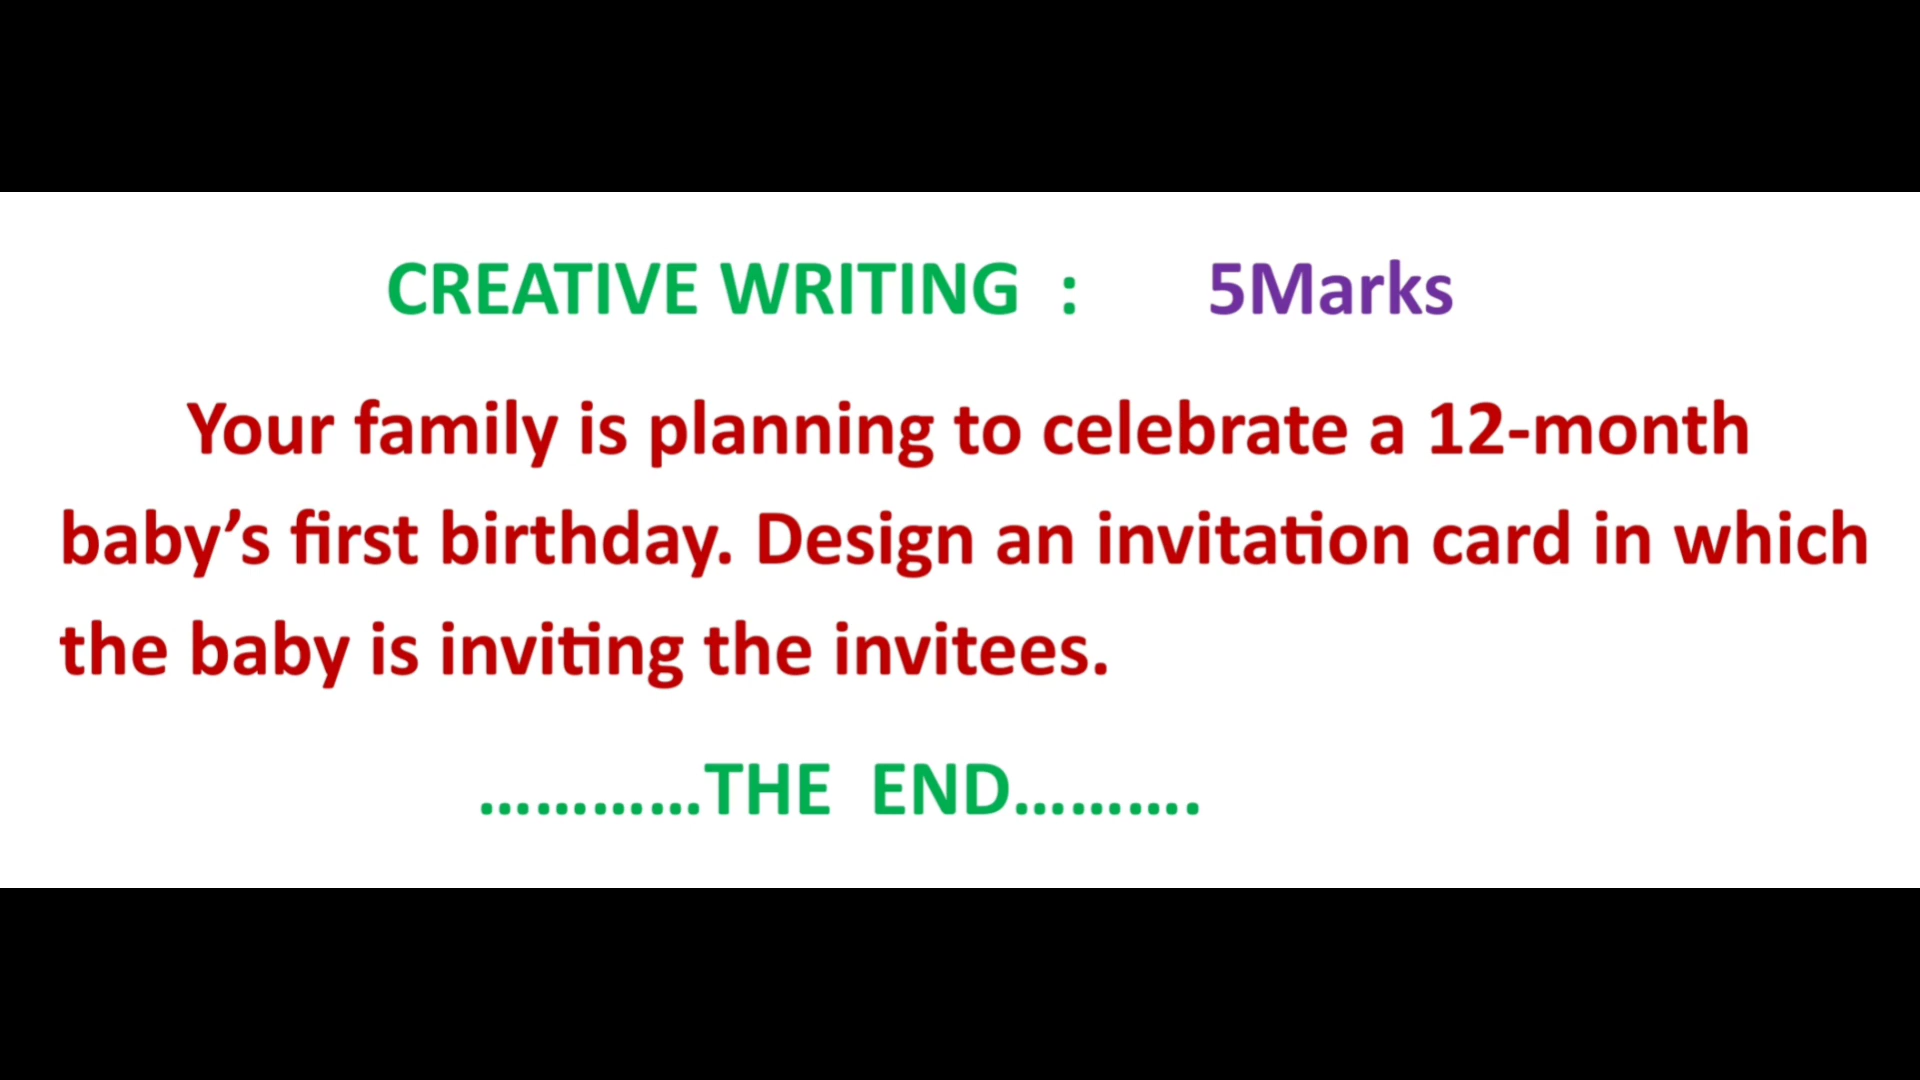 CREATIVE WRITING : 5Marks
Your family is planning to celebrate a 12-month
baby’s first birthday. Design an invitation card in which
the baby is inviting the invitees.
…………THE END……….